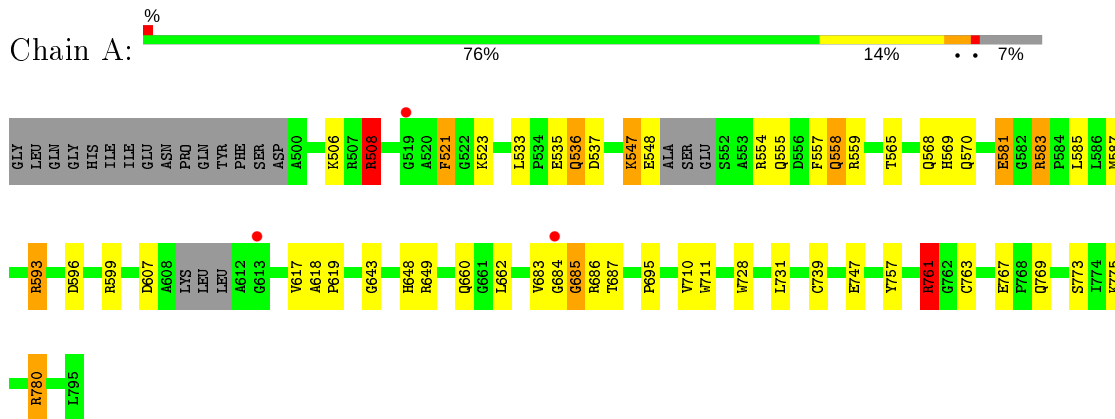 %
Chain A:
76% 14% • • 7%
GLY LEU GLN GLY HIS ILE ILE GLU ASN PRO GLN TYR PHE SER ASP A500 K506 R507 R508 G519 A520 F521 G522 K523 L533 P534 E535 Q536 D537 K547 E548 ALA SER GLU S552 A553 R554 Q555 D556 F557 Q558 R559 T565 Q568 H569 Q570 E581 G582 R583 P584 L585 L586 M587
R593 D596 R599 D607 A608 LYS LEU LEU A612 G613 V617 A618 P619 G643 H648 R649 Q660 G661 L662 V683 G684 G685 R686 T687 P695 V710 W711 W728 L731 C739 E747 Y757 R761 G762 C763 E767 P768 Q769 S773 I774 K775
R780 L795